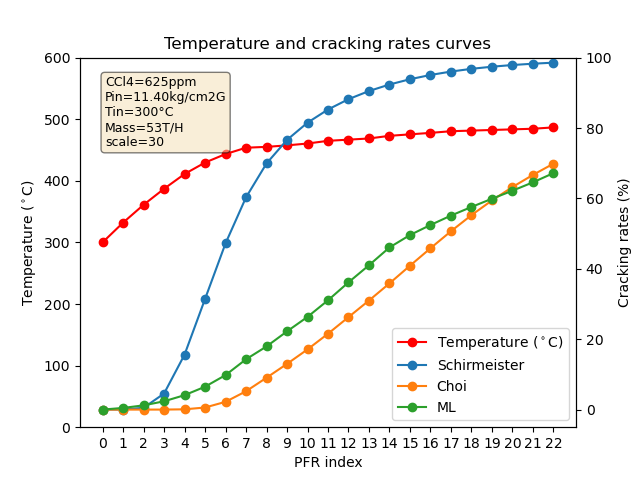 Temperature and cracking rates curves
CCl4=625ppm
Pin=11.40kg/cm2G
Tin=300°C
Mass=53T/H
scale=30
600
500
400
300
200
100
0
Temperature (°C)
100
80
60
40
20
0
Cracking rates (%)
Temperature (°C)
Schirmeister
Choi
ML
0 1 2 3 4 5 6 7 8 9 10 11 12 13 14 15 16 17 18 19 20 21 22
PFR index